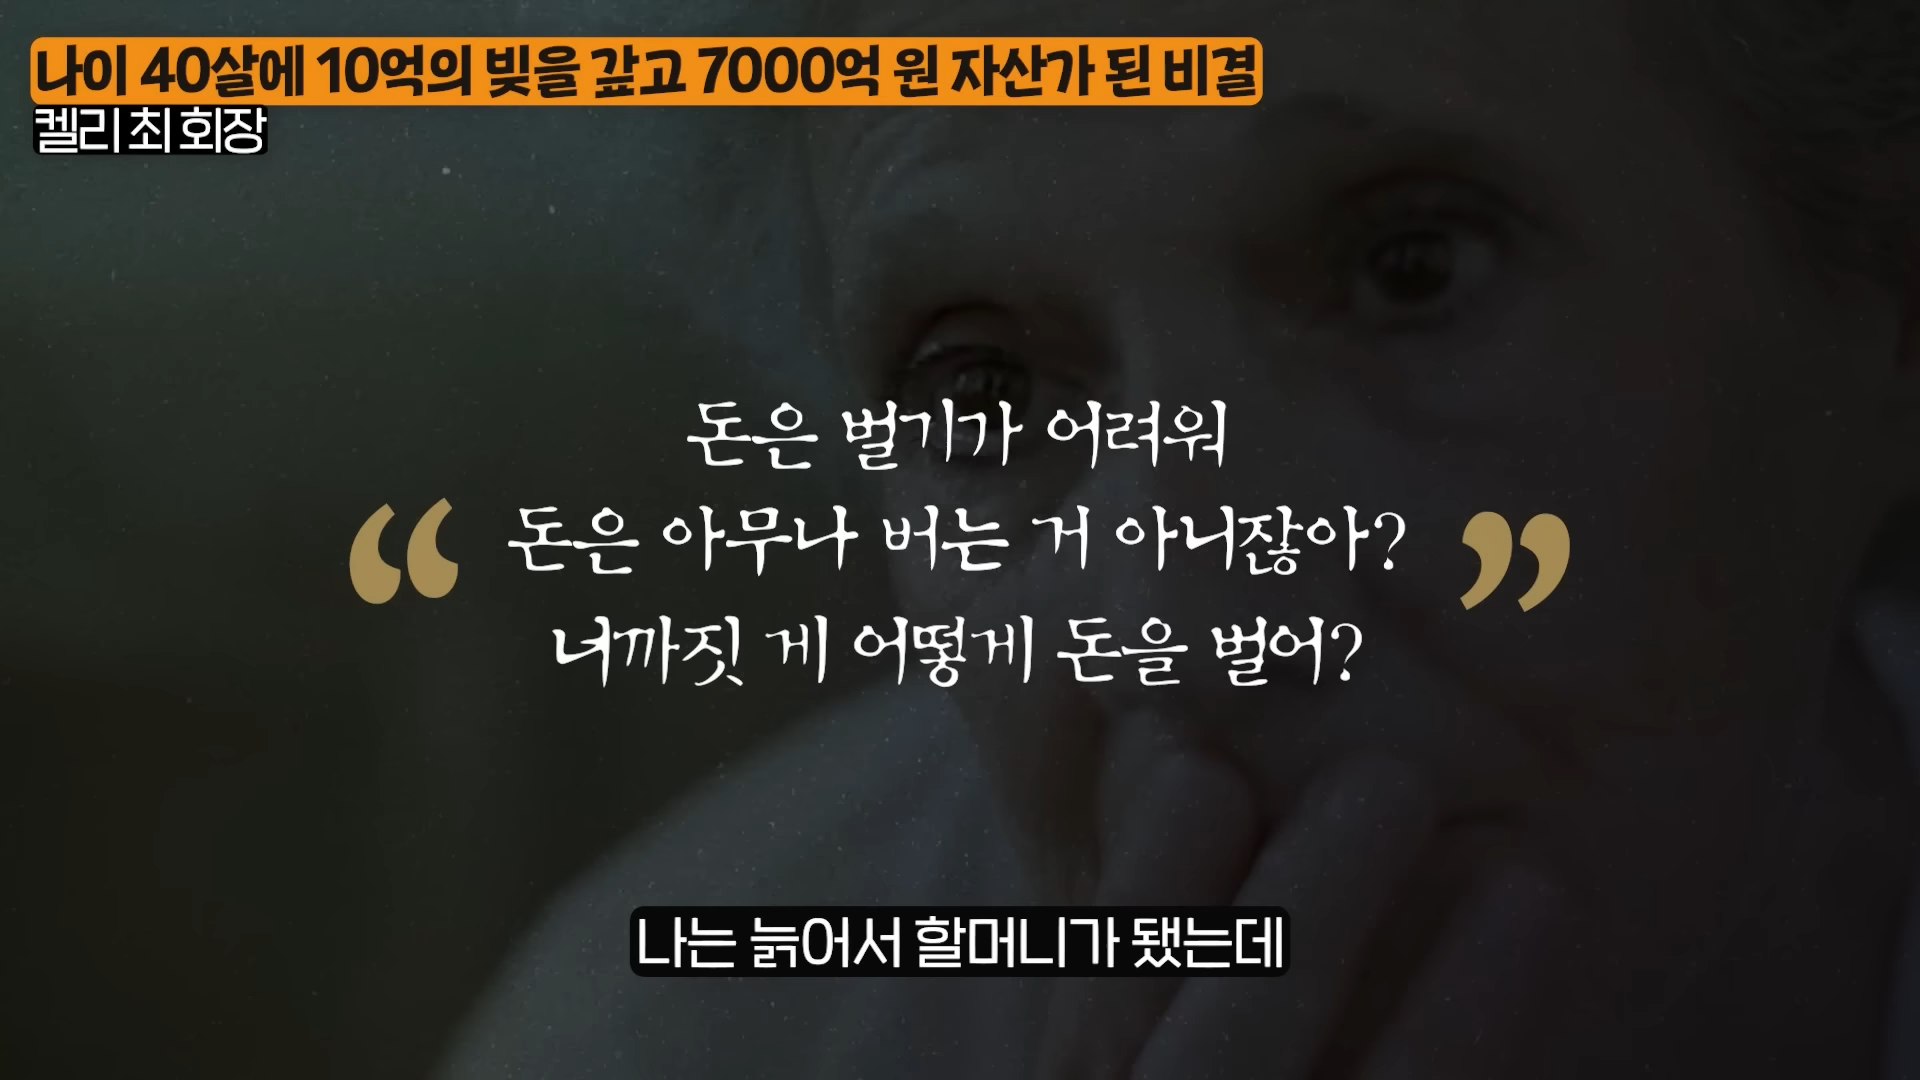 나이 40살에 10억의 빚을 갚고 7000억 원 자산가 된 비결
켈리 최 회장
돈은 벌기가 어려워
“ 돈은 아무나 버는 거 아니잖아? ”
너까짓 게 어떻게 돈을 벌어?
나는 늙어서 할머니가 됐는데